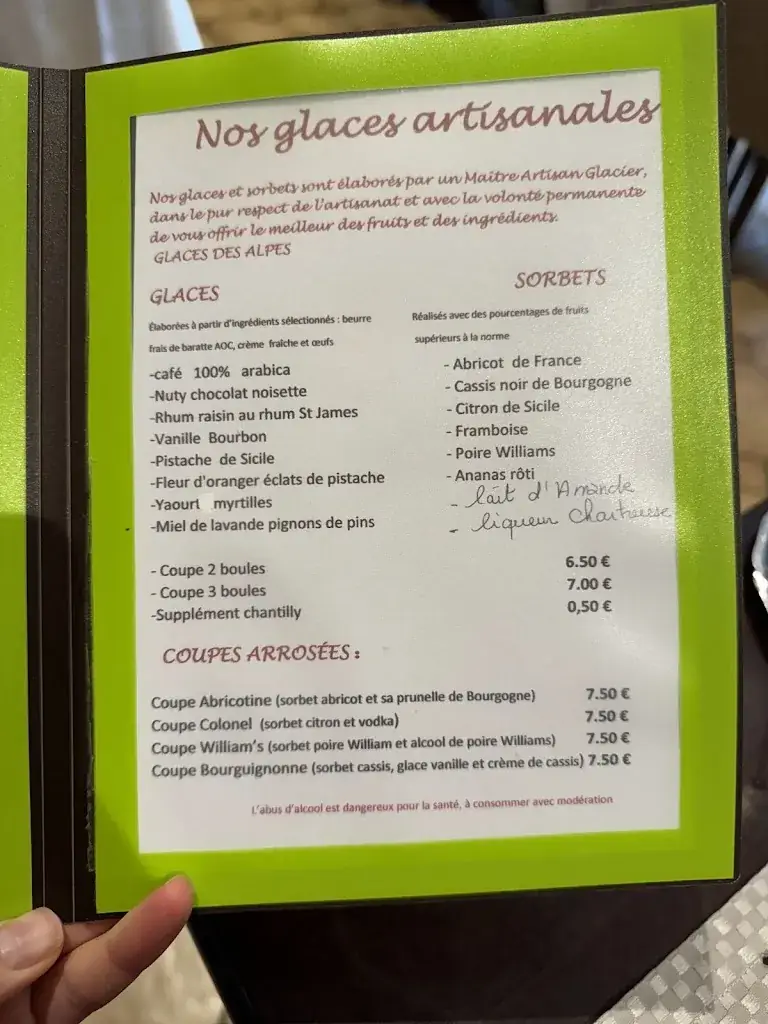 Nos glaces artisanales
Nos glaces et sorbets sont élaborés par un Maitre Artisan Glacier,
dans le pur respect de l'artisanat et avec la volonté permanente
de vous offrir le meilleur des fruits et des ingrédients.
GLACES DES ALPES
GLACES
Élaborées à partir d'ingrédients sélectionnés : beurre
frais de baratte AOC, crème fraîche et œufs
-café 100% arabica
-Nuty chocolat noisette
-Rhum raisin au rhum St James
-Vanille Bourbon
-Pistache de Sicile
-Fleur d'oranger éclats de pistache
-Yaourt myrtilles
-Miel de lavande pignons de pins
SORBETS
Réalisés avec des pourcentages de fruits
supérieurs à la norme
- Abricot de France
- Cassis noir de Bourgogne
- Citron de Sicile
- Framboise
- Poire Williams
- Ananas rôti
- lait d'Amande
- liqueur Chartreuse
- Coupe 2 boules 6.50 €
- Coupe 3 boules 7.00 €
-Supplément chantilly 0,50 €
COUPES ARROSÉES :
Coupe Abricotine (sorbet abricot et sa prunelle de Bourgogne) 7.50 €
Coupe Colonel (sorbet citron et vodka) 7.50 €
Coupe William's (sorbet poire William et alcool de poire Williams) 7.50 €
Coupe Bourguignonne (sorbet cassis, glace vanille et crème de cassis) 7.50 €
L'abus d'alcool est dangereux pour la santé, à consommer avec modération